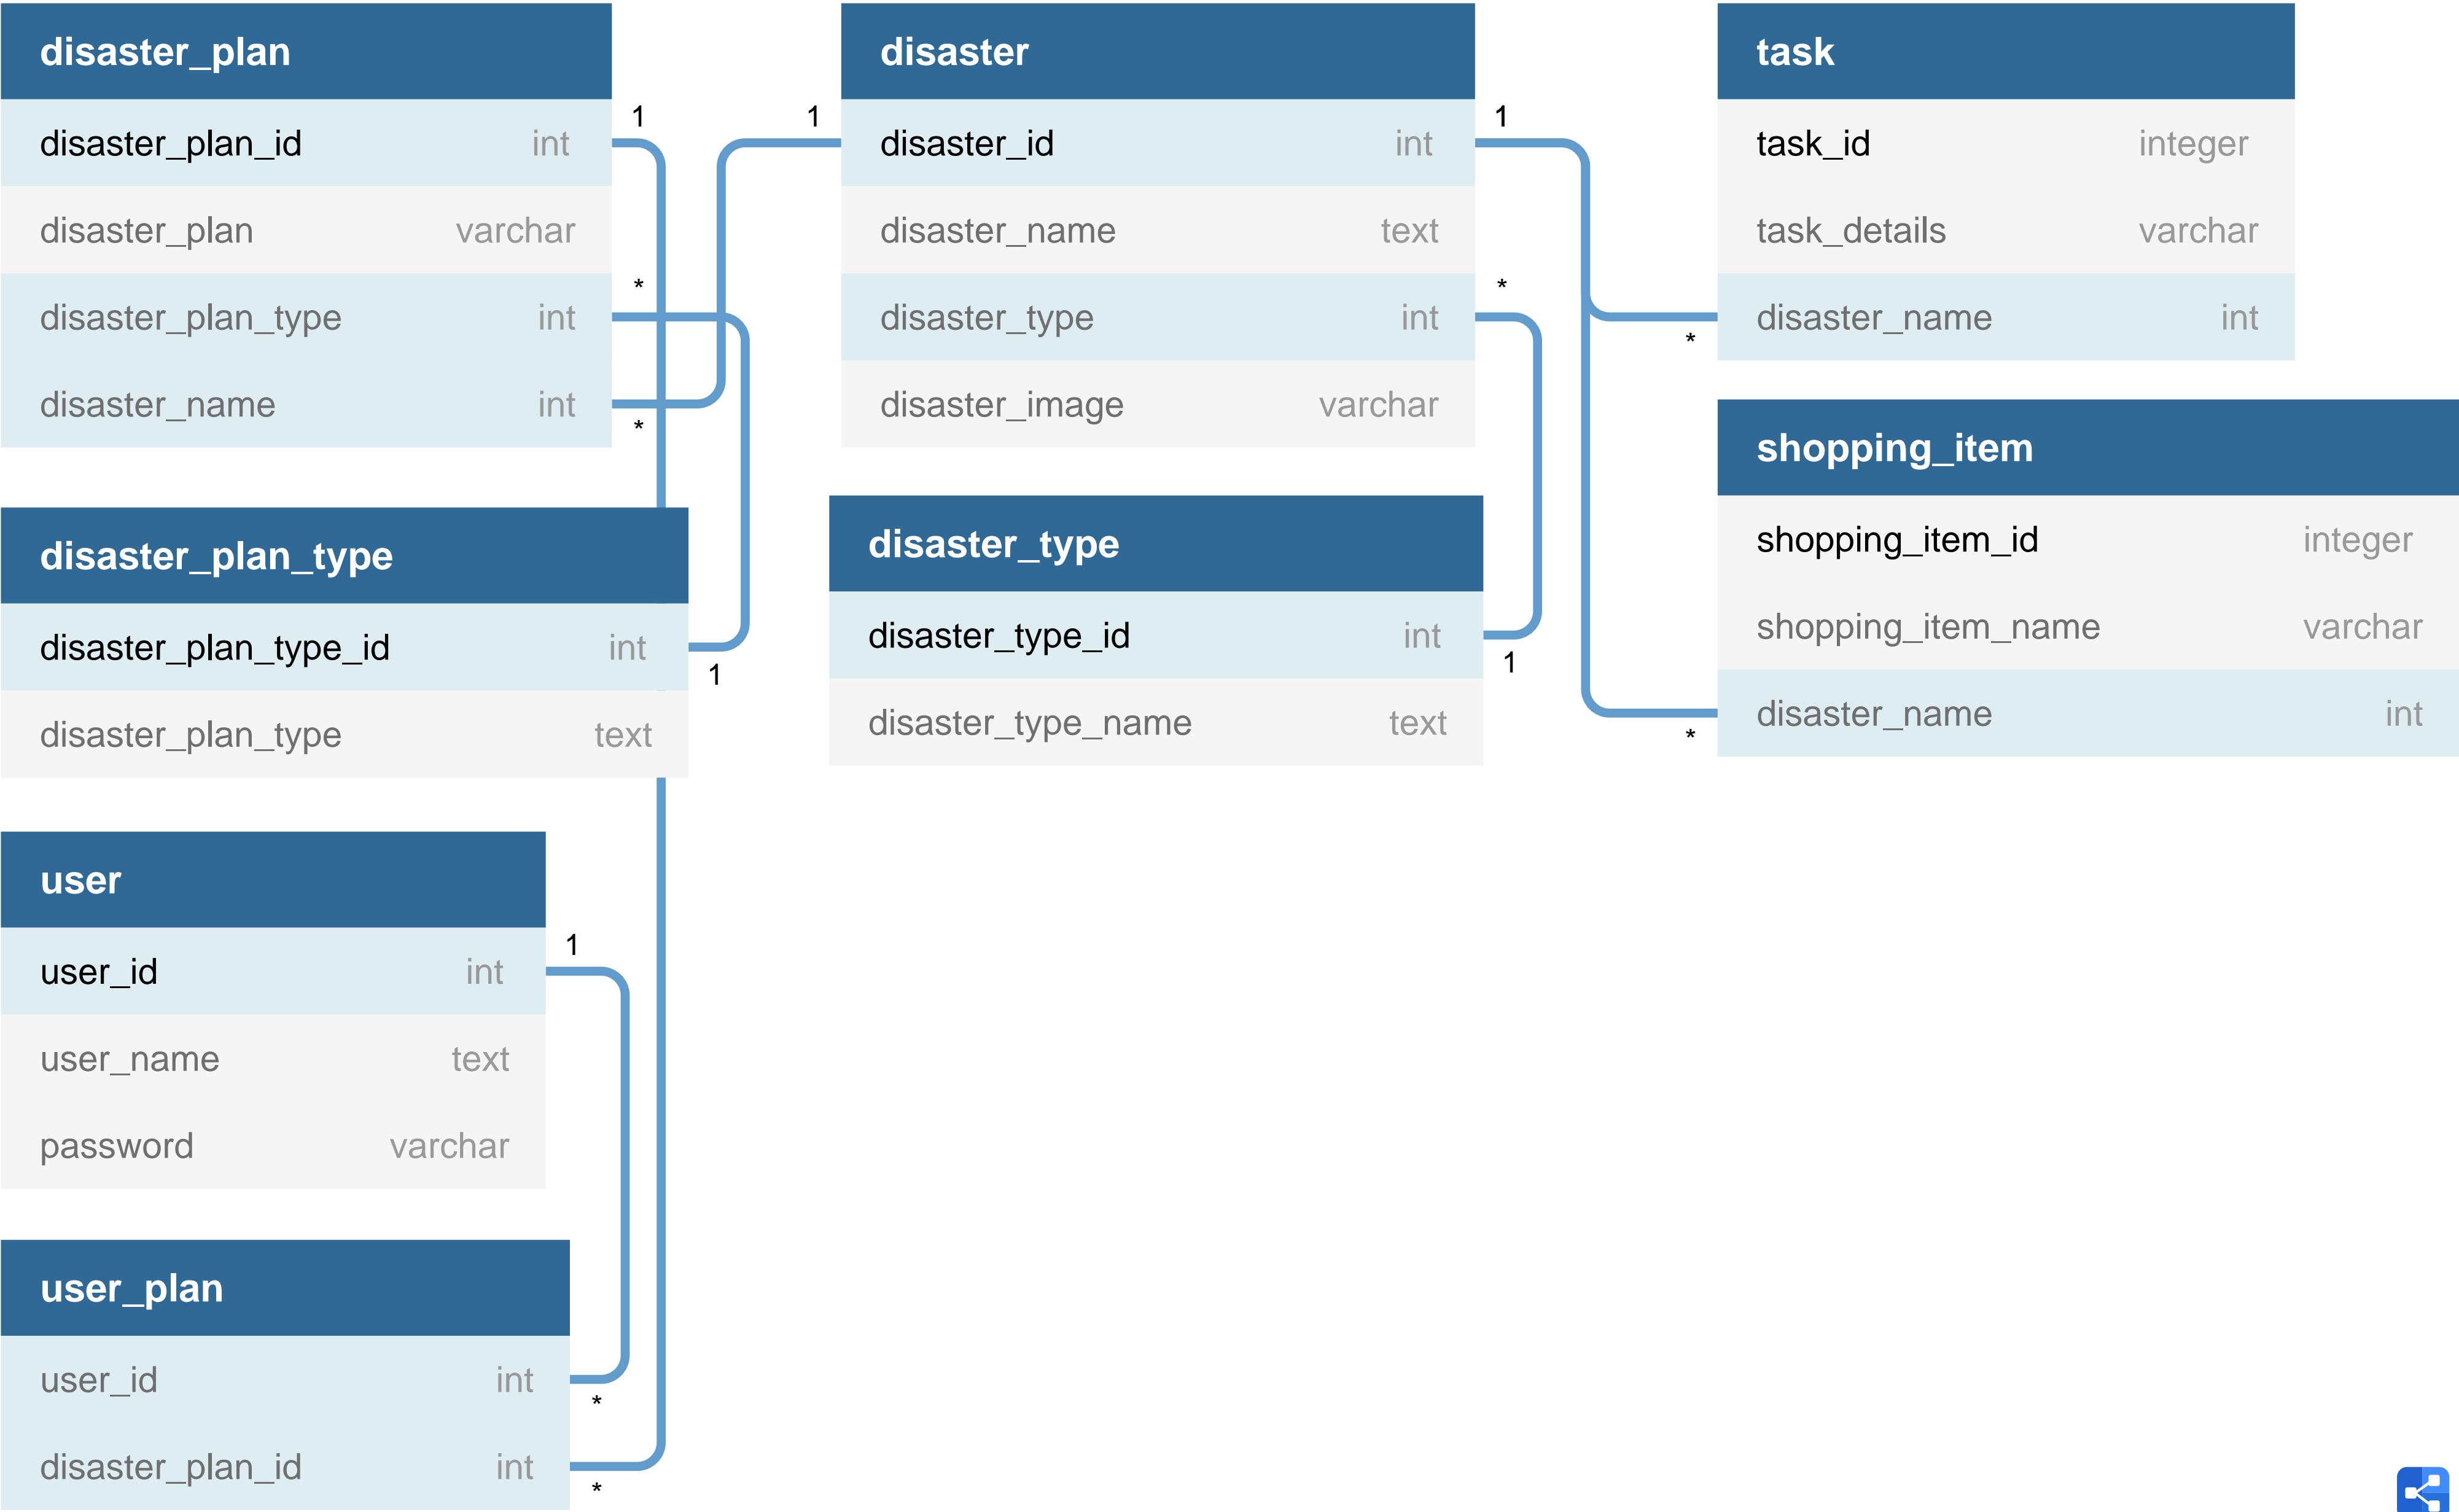 disaster_plan
1
disaster_plan_id int
disaster_plan varchar
*
disaster_plan_type int
disaster_name int
*
disaster
1
1
disaster_id int
disaster_name text
*
disaster_type int
disaster_image varchar
task
task_id integer
task_details varchar
disaster_name int
*
shopping_item
shopping_item_id integer
shopping_item_name varchar
disaster_name int
*
disaster_plan_type
disaster_plan_type_id int
1
disaster_plan_type text
disaster_type
disaster_type_id int
1
disaster_type_name text
user
1
user_id int
user_name text
password varchar
user_plan
user_id int
*
disaster_plan_id int
*